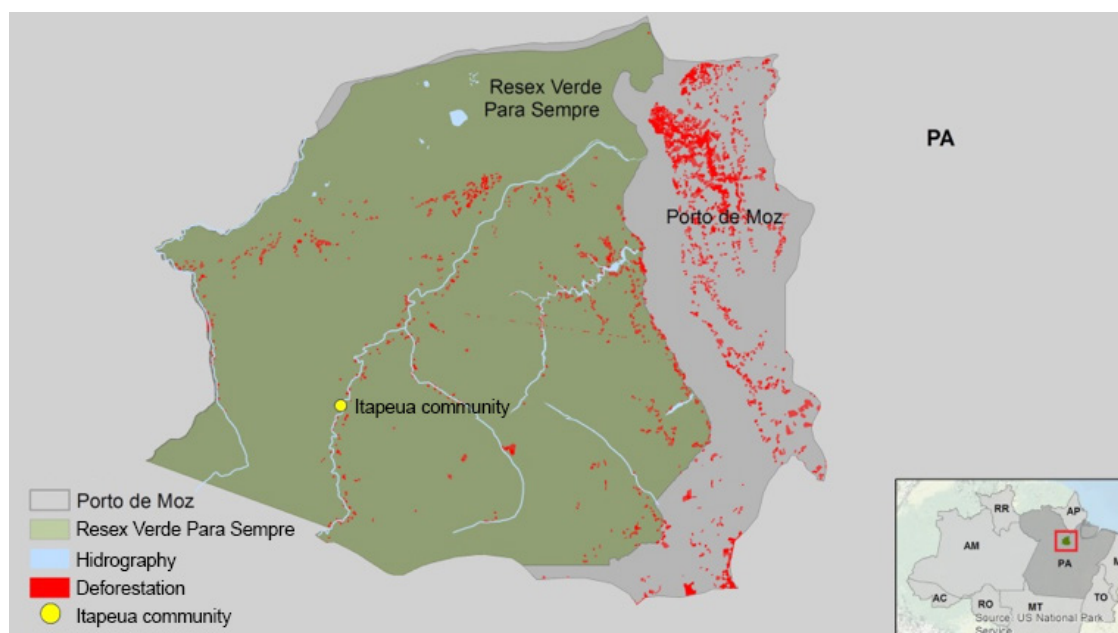 Resex Verde
Para Sempre
PA
Porto de Moz
Itapeua community
Porto de Moz
Resex Verde Para Sempre
Hidrography
Deforestation
Itapeua community
RR
AP
AM
PA
AC
RO
MT
TO
Source: US National Park
Service